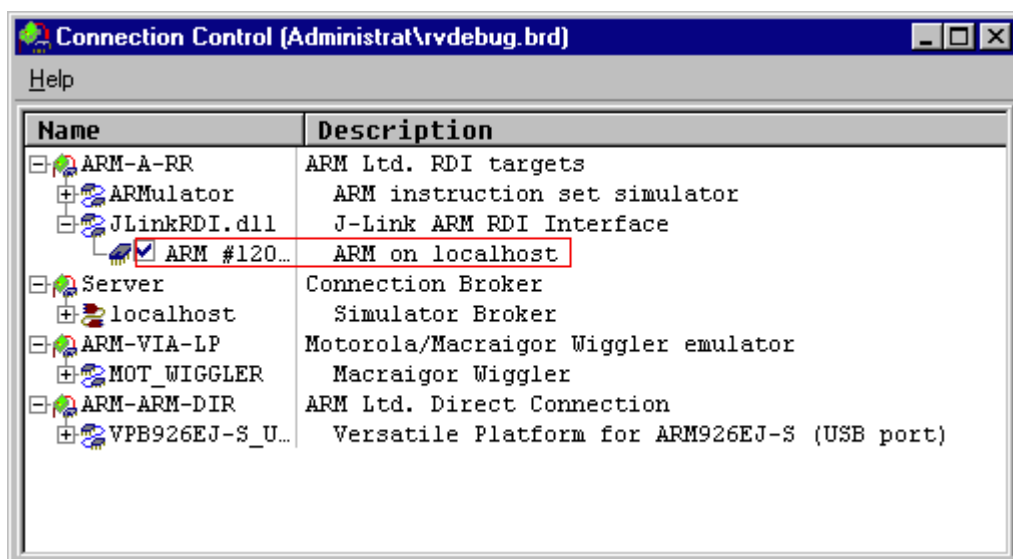 Connection Control (Administrat\rvdebug.brd)
Help
Name Description
ARM-A-RR ARM Ltd. RDI targets
ARMulator ARM instruction set simulator
JLinkRDI.dll J-Link ARM RDI Interface
ARM #120… ARM on localhost
Server Connection Broker
localhost Simulator Broker
ARM-VIA-LP Motorola/Macraigor Wiggler emulator
MOT_WIGGLER Macraigor Wiggler
ARM-ARM-DIR ARM Ltd. Direct Connection
VPB926EJ-S_U… Versatile Platform for ARM926EJ-S (USB port)